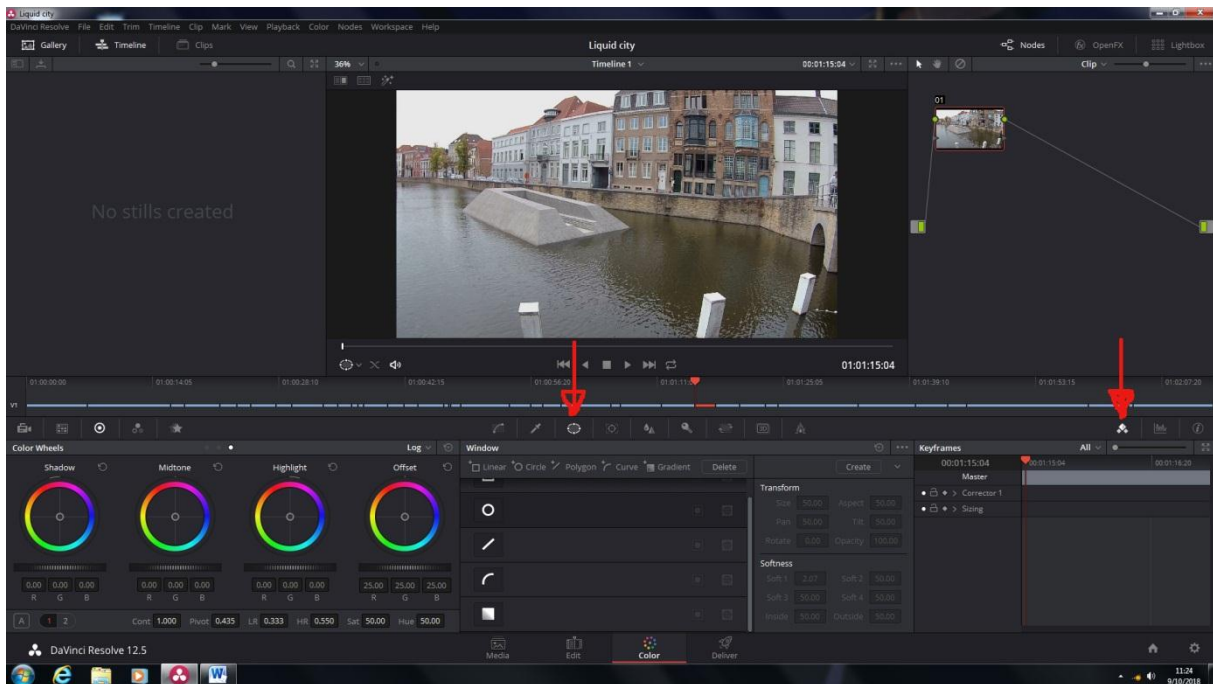 Liquid city
DaVinci Resolve File Edit Trim Timeline Clip Mark View Playback Color Nodes Workspace Help
Gallery Timeline Clips Liquid city Nodes OpenFX Lightbox
36% Timeline 1 00:01:15:04 Clip
01
No stills created
01:01:15:04
01:00:00:00 01:00:14:05 01:00:28:10 01:00:42:15 01:00:56:20 01:01:11: 01:01:25:05 01:01:39:10 01:01:53:15 01:02:07:20
V1
3D
Color Wheels Log Window Keyframes All
Shadow Midtone Highlight Offset Linear Circle Polygon Curve Gradient Delete Create 00:01:15:04 00:01:15:04 00:01:16:20
Master
Transform Corrector 1
Size 50.00 Aspect 50.00 Sizing
Pan 50.00 Tilt 50.00
Rotate 0.00 Opacity 100.00
Softness
0.00 0.00 0.00 0.00 0.00 0.00 0.00 0.00 0.00 25.00 25.00 25.00 Soft 1 2.07 Soft 2 50.00
R G B R G B R G B R G B Soft 3 50.00 Soft 4 50.00
A 1 2 Cont 1.000 Pivot 0.435 LR 0.333 HR 0.550 Sat 50.00 Hue 50.00 Inside 50.00 Outside 50.00
DaVinci Resolve 12.5 Media Edit Color Deliver
11:24
9/10/2018